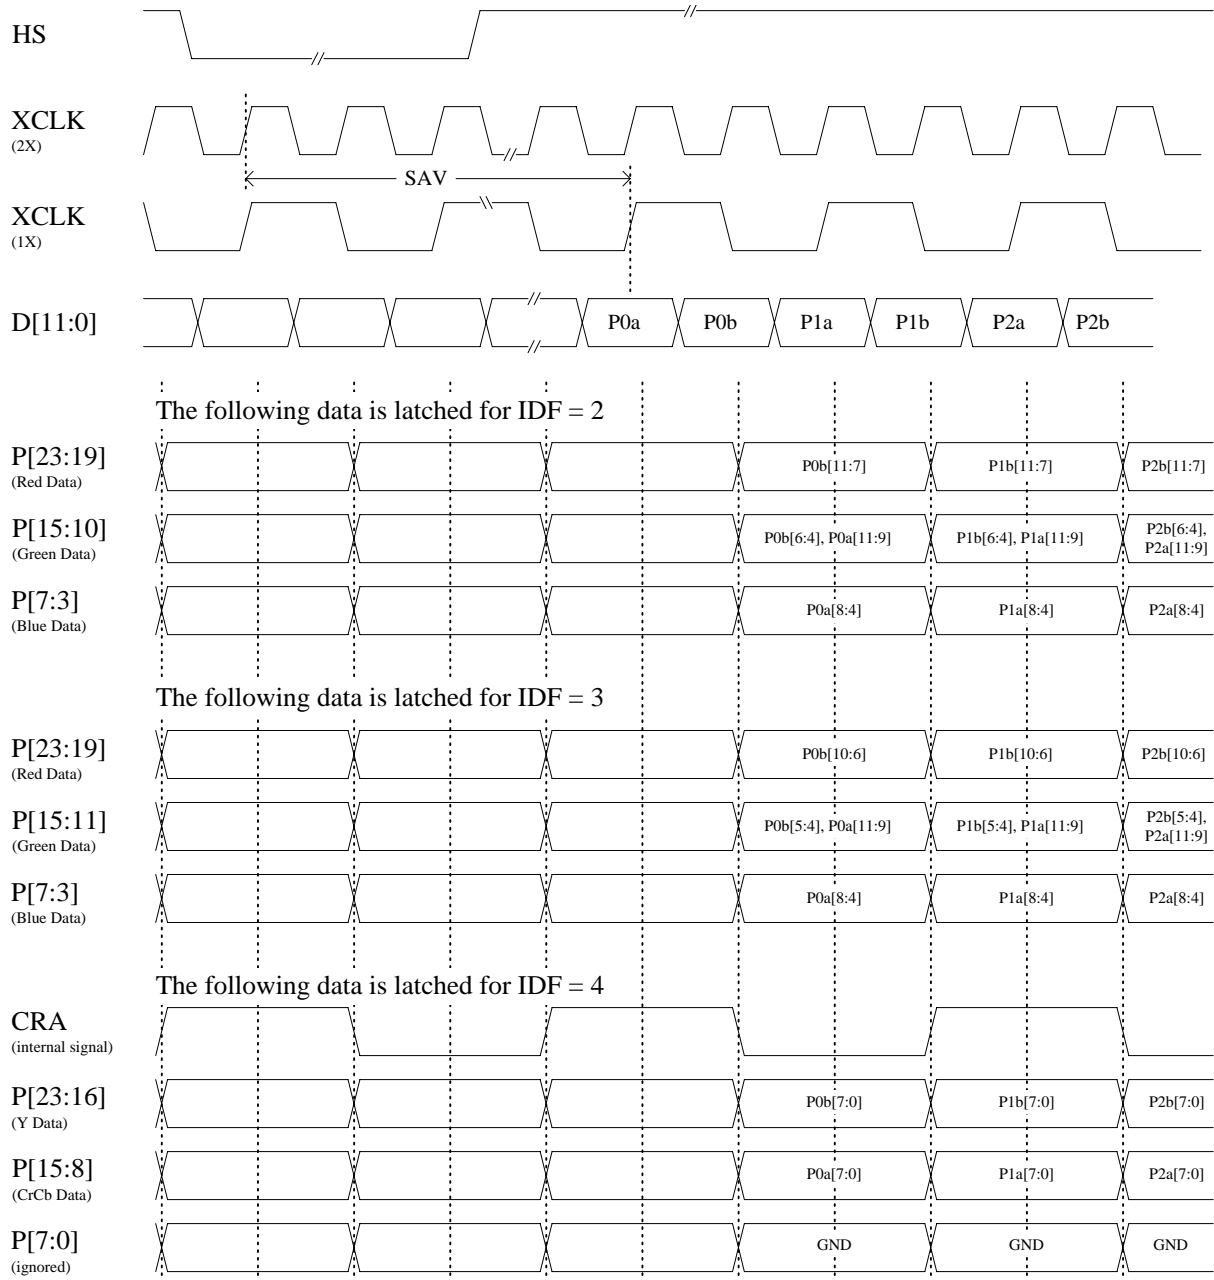 HS
XCLK
(2X)
SAV
XCLK
(1X)
D[11:0]
P0a
P0b
P1a
P1b
P2a
P2b
The following data is latched for IDF = 2
P[23:19]
(Red Data)
P0b[11:7]
P1b[11:7]
P2b[11:7]
P[15:10]
(Green Data)
P0b[6:4], P0a[11:9]
P1b[6:4], P1a[11:9]
P2b[6:4],
P2a[11:9]
P[7:3]
(Blue Data)
P0a[8:4]
P1a[8:4]
P2a[8:4]
The following data is latched for IDF = 3
P[23:19]
(Red Data)
P0b[10:6]
P1b[10:6]
P2b[10:6]
P[15:11]
(Green Data)
P0b[5:4], P0a[11:9]
P1b[5:4], P1a[11:9]
P2b[5:4],
P2a[11:9]
P[7:3]
(Blue Data)
P0a[8:4]
P1a[8:4]
P2a[8:4]
The following data is latched for IDF = 4
CRA
(internal signal)
P[23:16]
(Y Data)
P0b[7:0]
P1b[7:0]
P2b[7:0]
P[15:8]
(CrCb Data)
P0a[7:0]
P1a[7:0]
P2a[7:0]
P[7:0]
(ignored)
GND
GND
GND